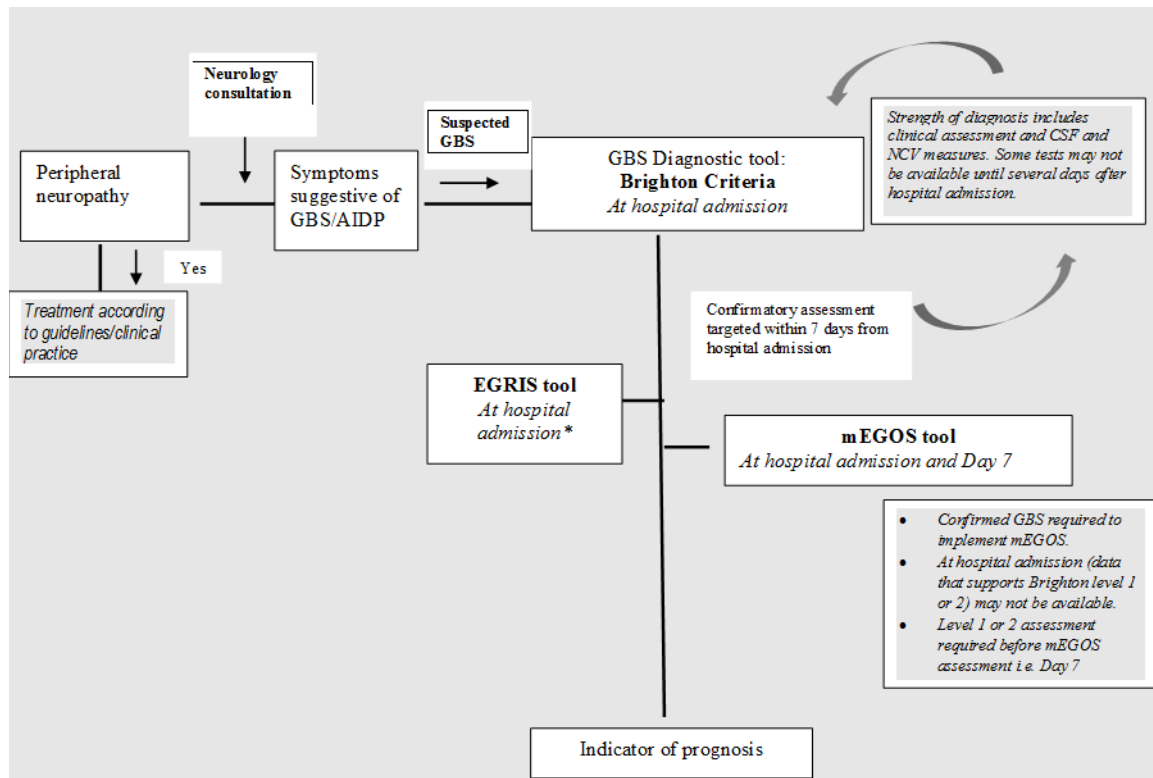 Neurology
consultation
Suspected
GBS
Peripheral
neuropathy
Symptoms
suggestive of
GBS/AIDP
GBS Diagnostic tool:
Brighton Criteria
At hospital admission
Strength of diagnosis includes
clinical assessment and CSF and
NCV measures. Some tests may not
be available until several days after
hospital admission.
Yes
Treatment according
to guidelines/clinical
practice
Confirmatory assessment
targeted within 7 days from
hospital admission
EGRIS tool
At hospital
admission*
mEGOS tool
At hospital admission and Day 7
• Confirmed GBS required to
implement mEGOS.
• At hospital admission (data
that supports Brighton level 1
or 2) may not be available.
• Level 1 or 2 assessment
required before mEGOS
assessment i.e. Day 7
Indicator of prognosis